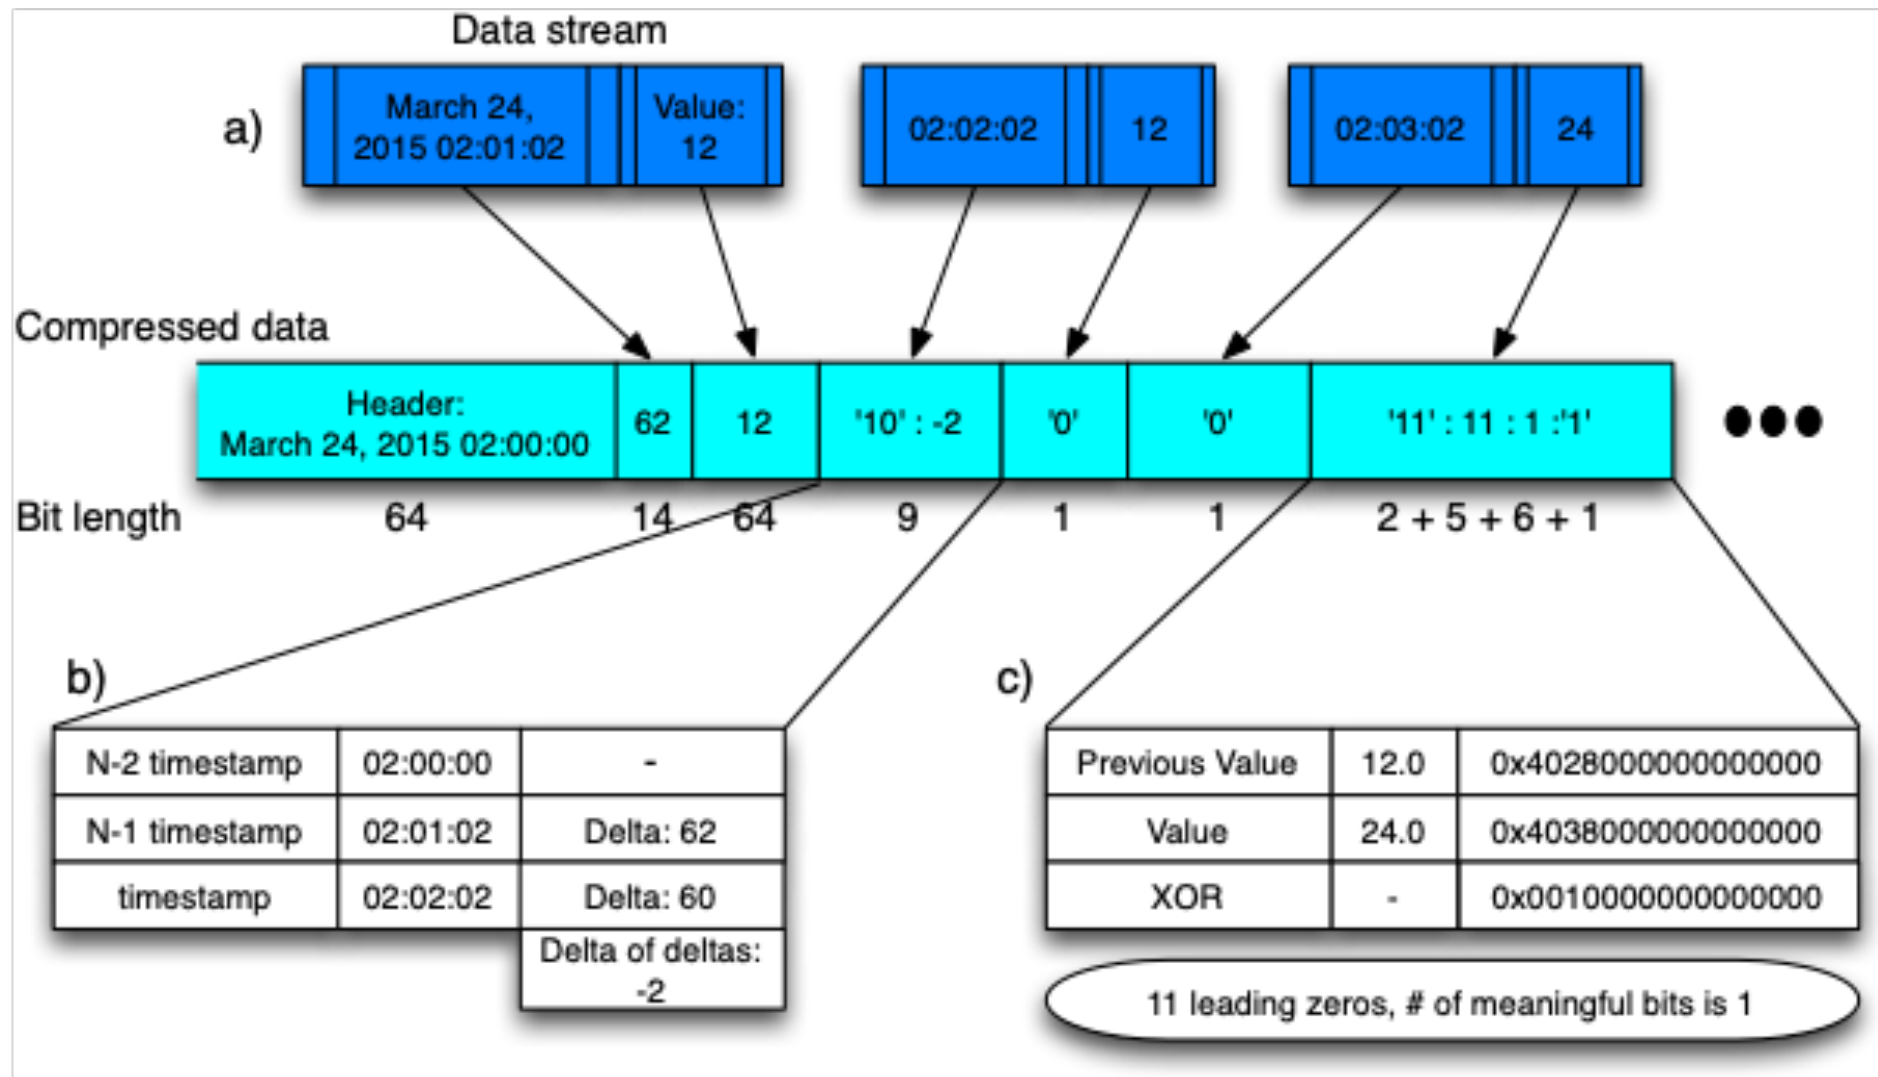 Data stream
a)
March 24,
2015 02:01:02
Value:
12
02:02:02
12
02:03:02
24
Compressed data
Header:
March 24, 2015 02:00:00
62
12
'10' : -2
'0'
'0'
'11' : 11 : 1 :'1'
Bit length
64
14
64
9
1
1
2 + 5 + 6 + 1
b)
N-2 timestamp
02:00:00
-
N-1 timestamp
02:01:02
Delta: 62
timestamp
02:02:02
Delta: 60
Delta of deltas:
-2
c)
Previous Value
12.0
0x4028000000000000
Value
24.0
0x4038000000000000
XOR
-
0x0010000000000000
11 leading zeros, # of meaningful bits is 1